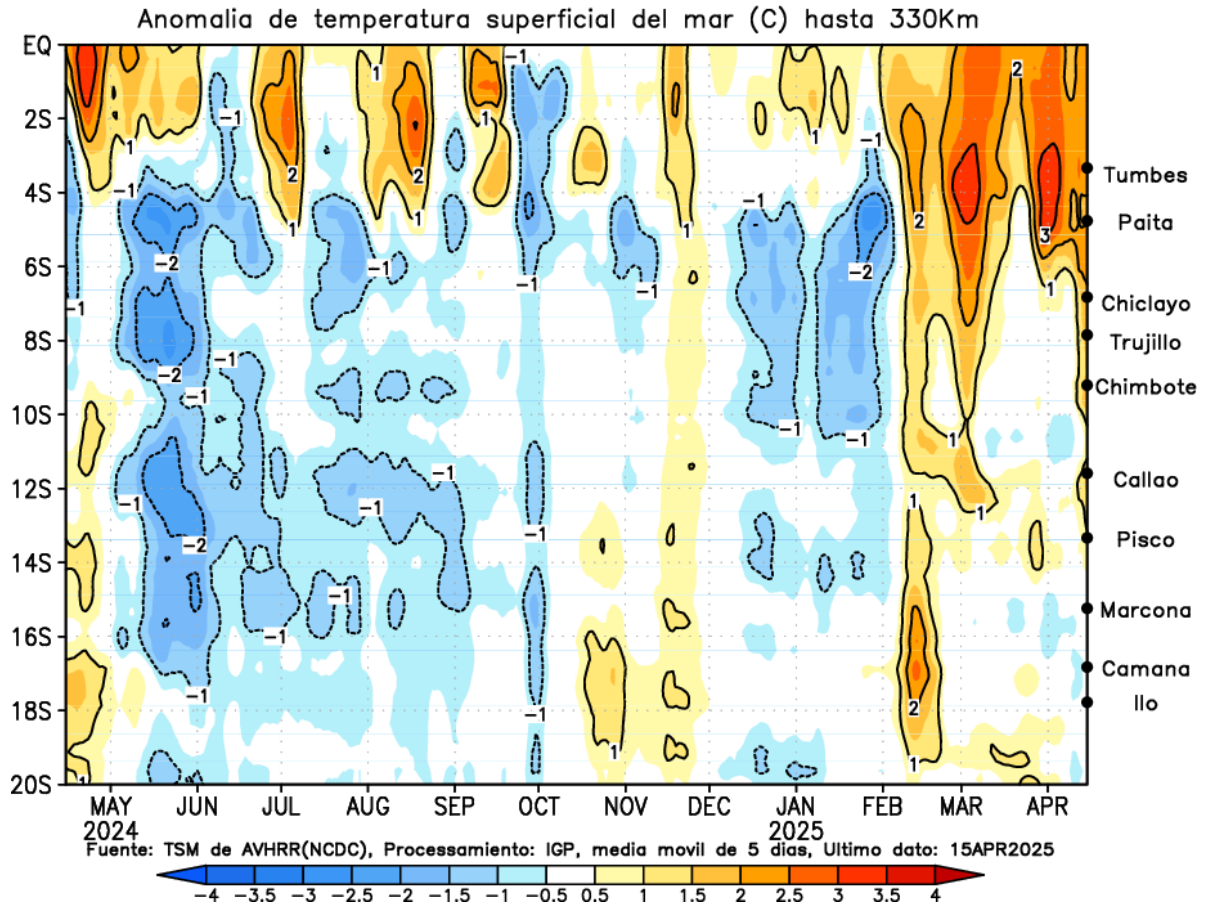 Anomalia de temperatura superficial del mar (C) hasta 330Km
EQ
2S
4S
6S
8S
10S
12S
14S
16S
18S
20S
Tumbes
Paita
Chiclayo
Trujillo
Chimbote
Callao
Pisco
Marcona
Camana
Ilo
MAY JUN JUL AUG SEP OCT NOV DEC JAN FEB MAR APR
2024 2025
Fuente: TSM de AVHRR(NCDC), Processamiento: IGP, media movil de 5 dias, Ultimo dato: 15APR2025
-4 -3.5 -3 -2.5 -2 -1.5 -1 -0.5 0.5 1 1.5 2 2.5 3 3.5 4